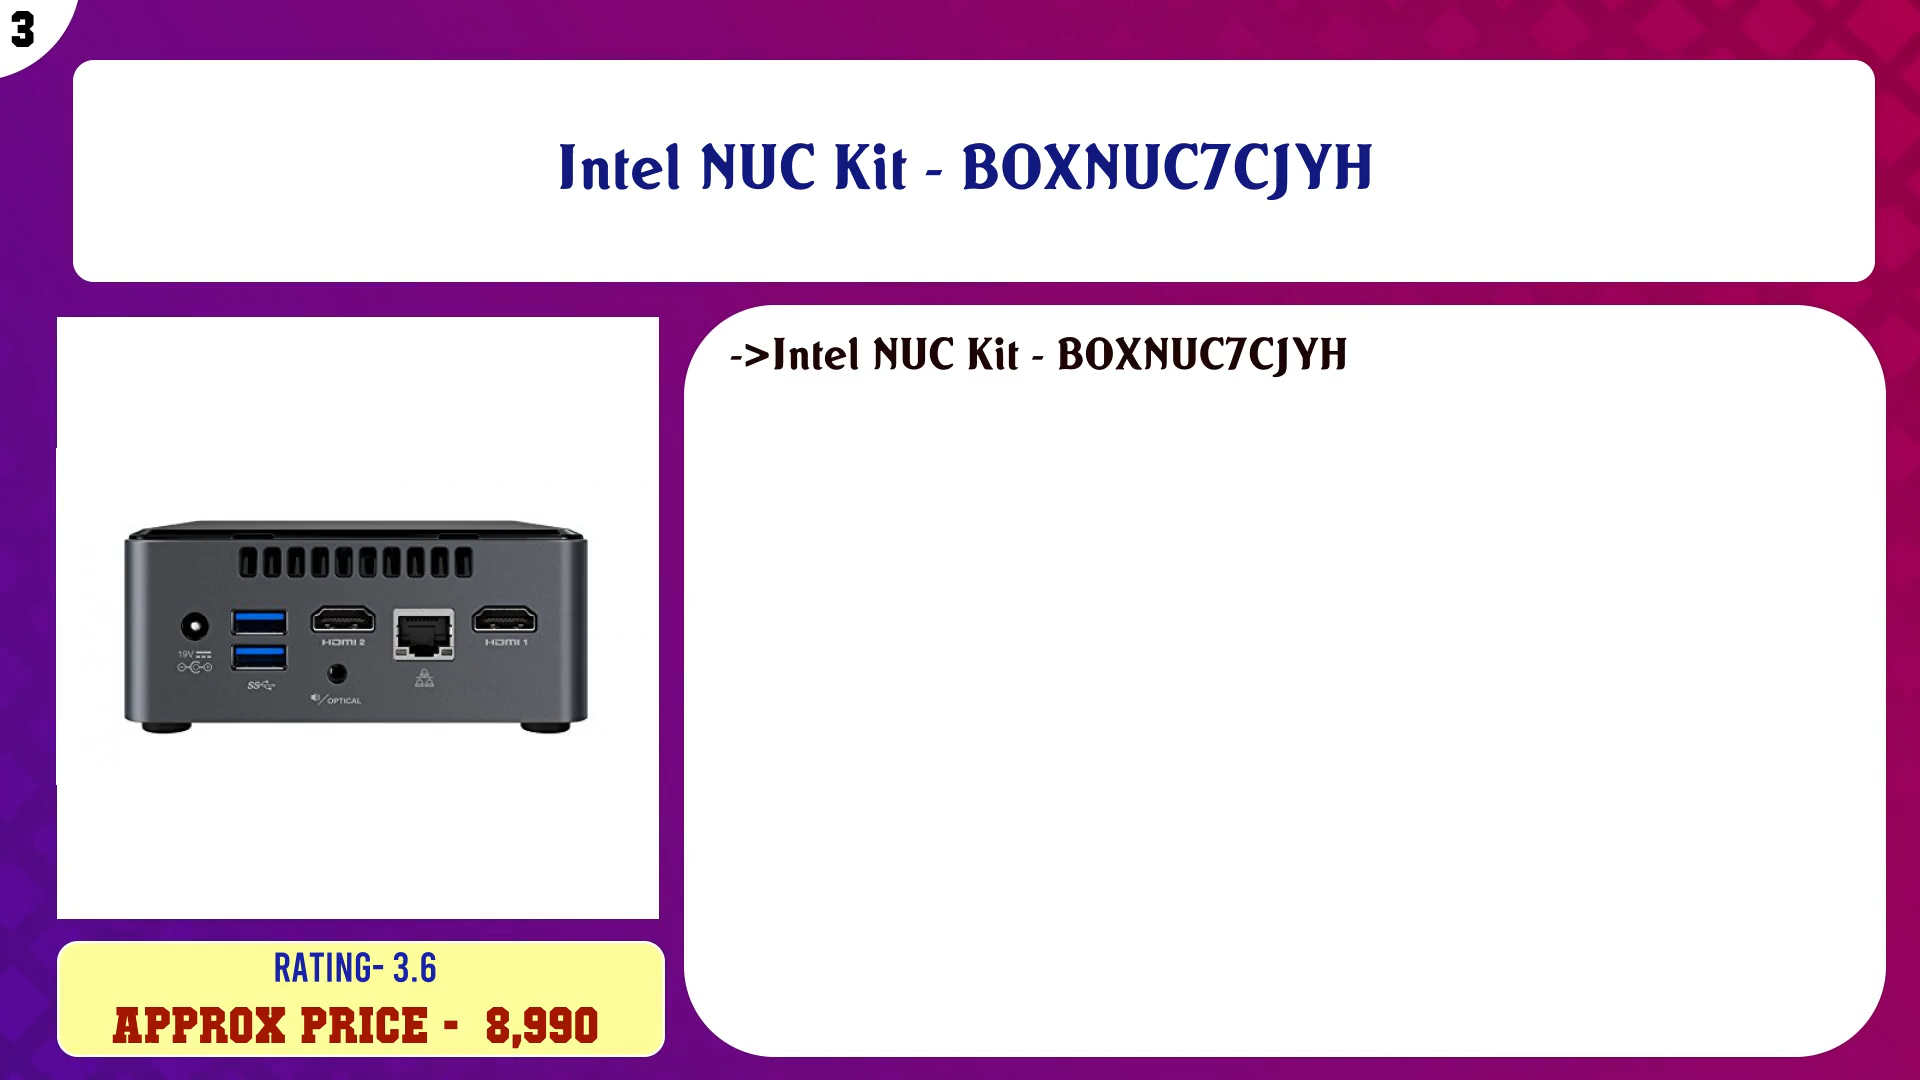 3
Intel NUC Kit - BOXNUC7CJYH
->Intel NUC Kit - BOXNUC7CJYH
HDMI 2
HDMI 1
19V
SS
/OPTICAL
RATING- 3.6
APPROX PRICE - 8,990